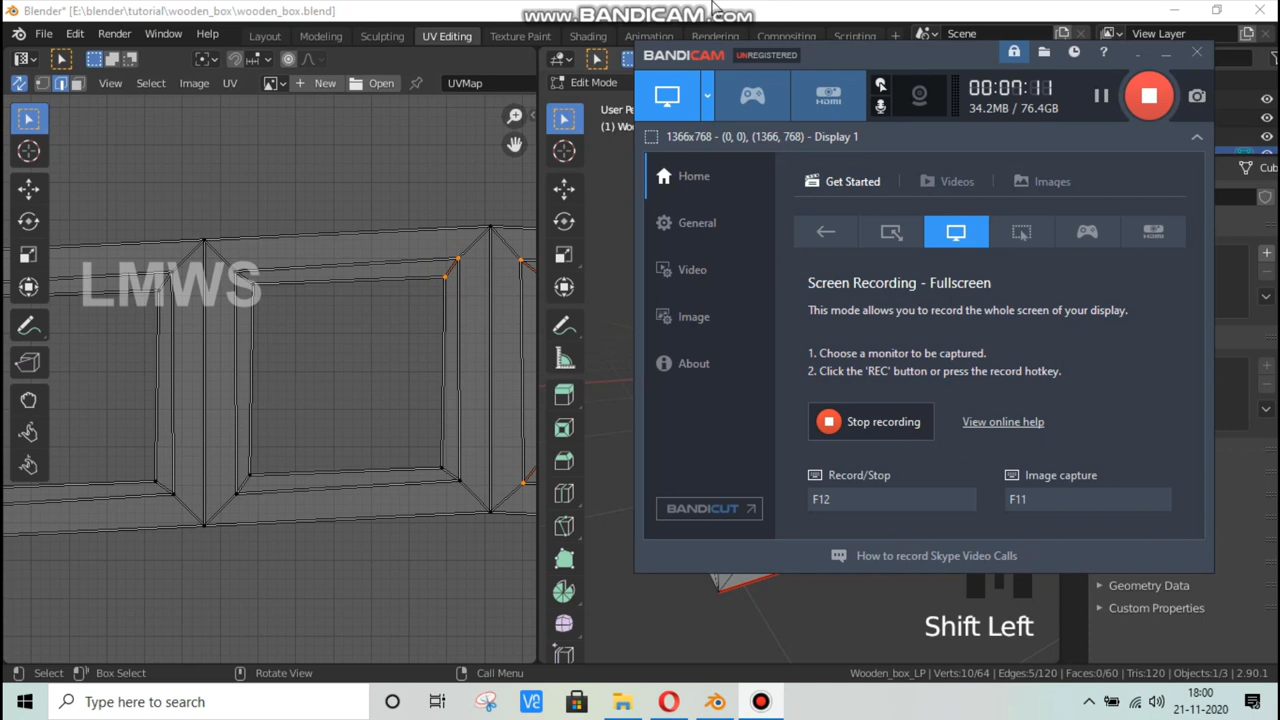 Blender* [E:\blender\tutorial\wooden_box\wooden_box.blend]
www.BANDICAM.com
File Edit Render Window Help
Layout Modeling Sculpting UV Editing Texture Paint Shading Animation Rendering Compositing Scripting
Scene
View Layer
View Select Image UV
New
Open
UVMap
Edit Mode
User Pe
(1) Wo
LMWS
BANDICAM UNREGISTERED
HDMI
00:07:11
34.2MB / 76.4GB
1366x768 - (0, 0), (1366, 768) - Display 1
Home
General
Video
Image
About
BANDICUT
Get Started
Videos
Images
HDMI
Screen Recording - Fullscreen
This mode allows you to record the whole screen of your display.
1. Choose a monitor to be captured.
2. Click the 'REC' button or press the record hotkey.
Stop recording
View online help
Record/Stop
Image capture
F12
F11
How to record Skype Video Calls
Cub
Geometry Data
Custom Properties
Shift Left
Select Box Select Rotate View Call Menu
Wooden_box_LP | Verts:10/64 | Edges:5/120 | Faces:0/60 | Tris:120 | Objects:1/3 | 2.90.1
Type here to search
18:00
21-11-2020